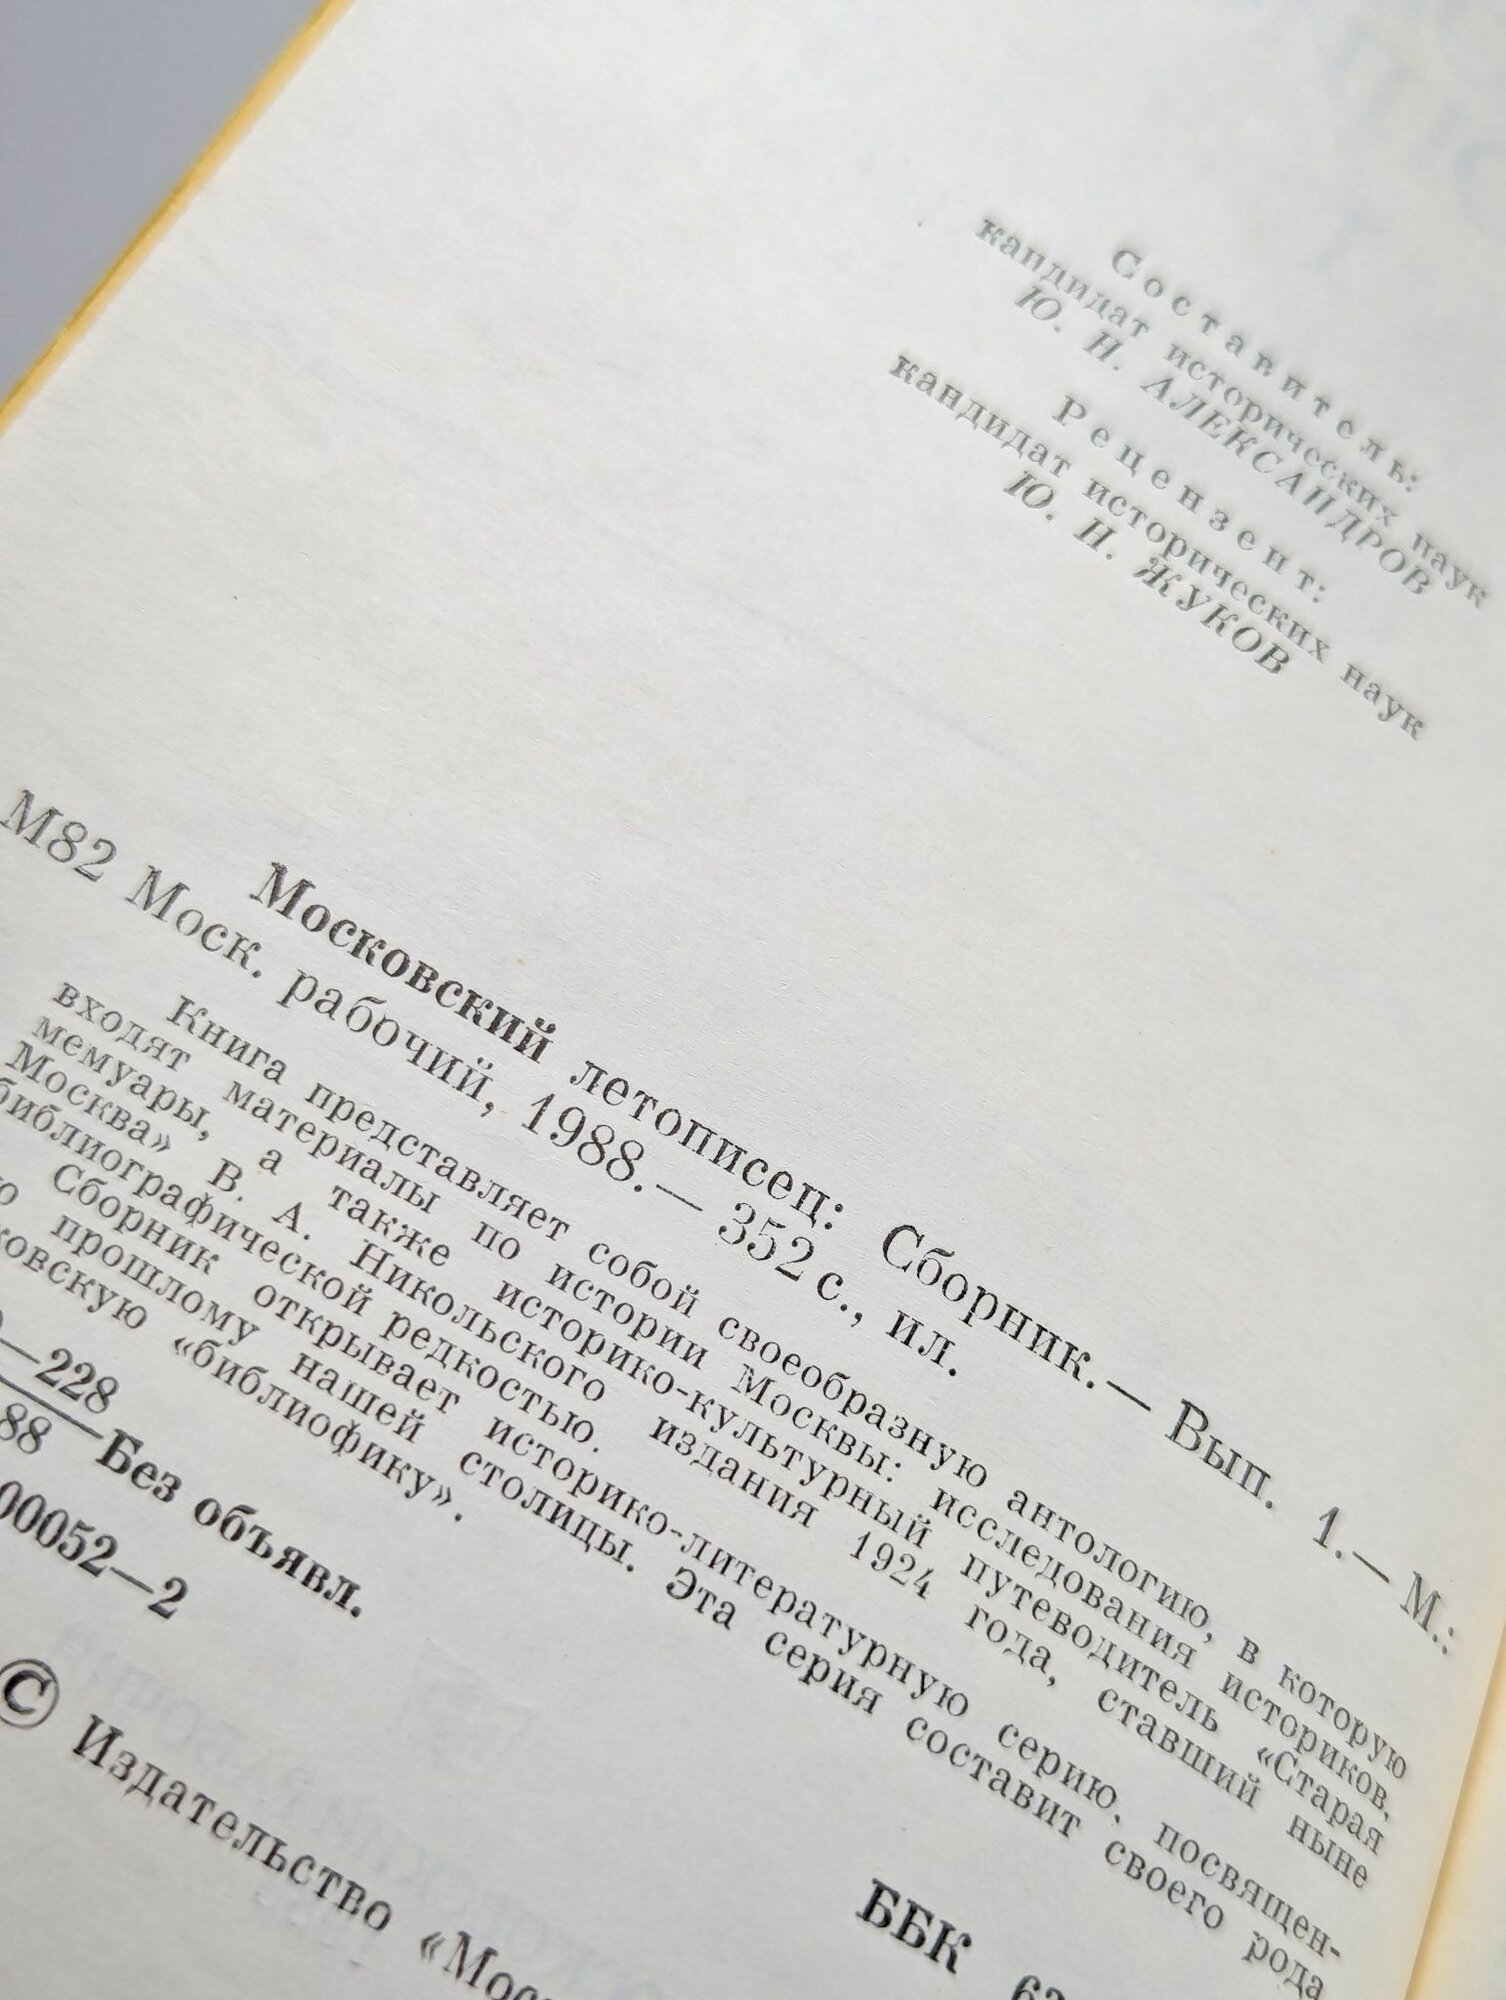 Составитель:
кандидат исторических наук
Ю. Н. АЛЕКСАНДРОВ
Рецензент:
кандидат исторических наук
Ю. Н. ЖУКОВ
Московский летописец: Сборник.— Вып. 1.— М.:
М82 Моск. рабочий, 1988.— 352 с., ил.
Книга представляет собой своеобразную антологию, в которую
входят материалы по истории Москвы: исследования историков,
мемуары, а также историко-культурный путеводитель «Старая
Москва» В. А. Никольского издания 1924 года, ставший ныне
библиографической редкостью.
Сборник открывает историко-литературную серию, посвящен-
прошлому нашей столицы. Эта серия составит своего рода
«библиофику».
—228
88 —Без объявл.
00052—2
ББК
© Издательство